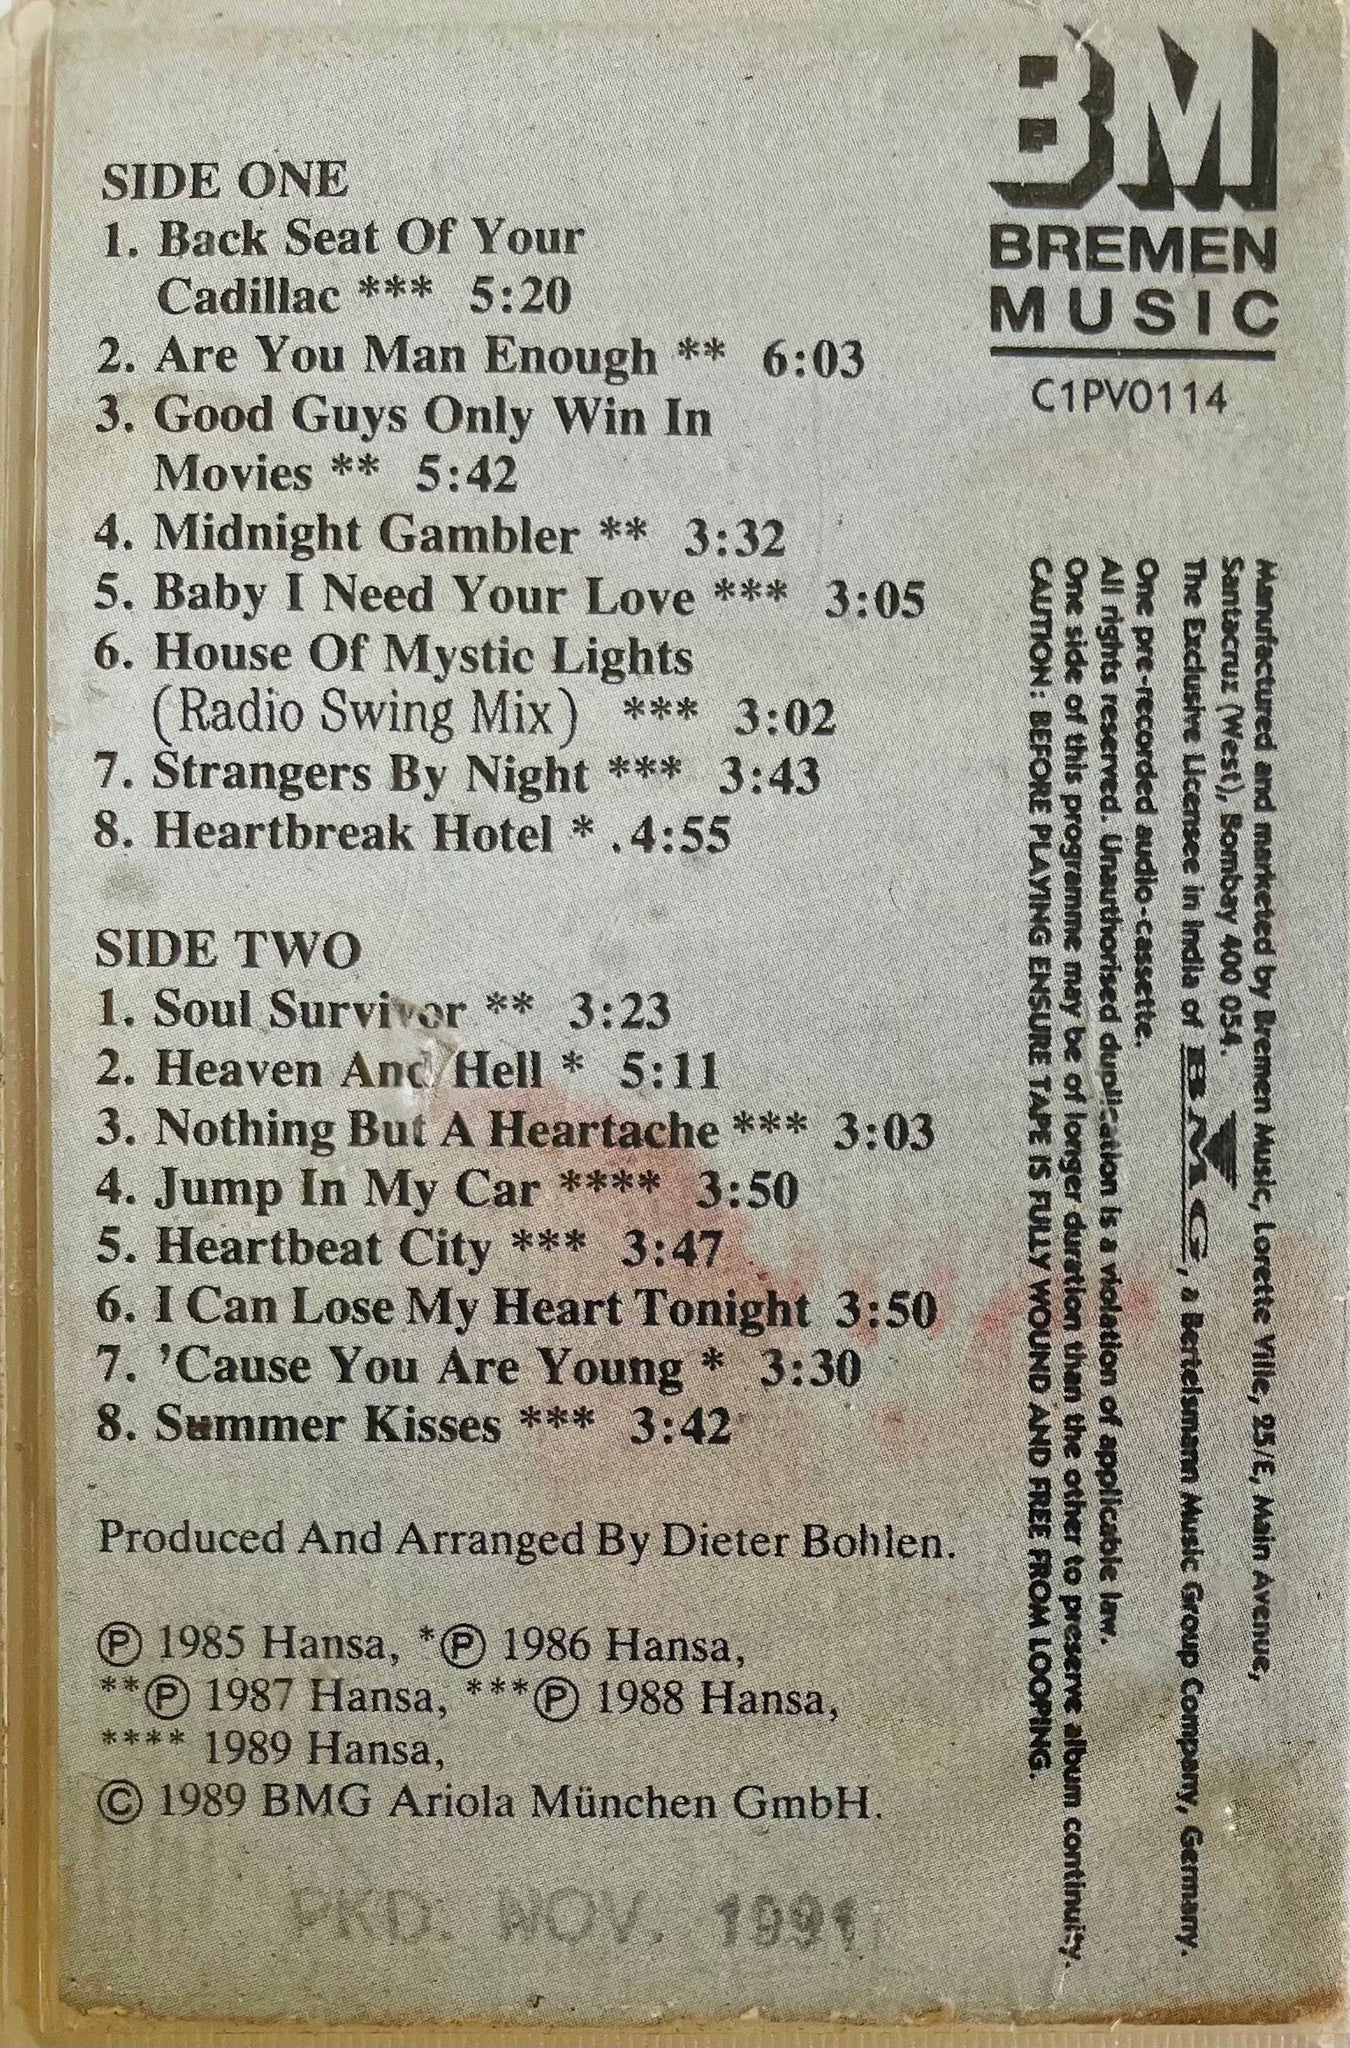 SIDE ONE
1. Back Seat Of Your
Cadillac *** 5:20
2. Are You Man Enough ** 6:03
3. Good Guys Only Win In
Movies ** 5:42
4. Midnight Gambler ** 3:32
5. Baby I Need Your Love *** 3:05
6. House Of Mystic Lights
(Radio Swing Mix) *** 3:02
7. Strangers By Night *** 3:43
8. Heartbreak Hotel * . 4:55
SIDE TWO
1. Soul Survivor ** 3:23
2. Heaven And Hell * 5:11
3. Nothing But A Heartache *** 3:03
4. Jump In My Car **** 3:50
5. Heartbeat City *** 3:47
6. I Can Lose My Heart Tonight 3:50
7. ’Cause You Are Young * 3:30
8. Summer Kisses *** 3:42
Produced And Arranged By Dieter Bohlen.
Ⓟ 1985 Hansa, *Ⓟ 1986 Hansa,
**Ⓟ 1987 Hansa, ***Ⓟ 1988 Hansa,
**** 1989 Hansa,
© 1989 BMG Ariola München GmbH.
PKD. NOV. 1991
BM
BREMEN
MUSIC
C1PV0114
Manufactured and marketed by Bremen Music, Lorette Ville, 25/E, Main Avenue,
Santacruz (West), Bombay 400 054.
The Exclusive Licensee in India of BMG, a Bertelsmann Music Group Company, Germany.
One pre-recorded audio-cassette.
All rights reserved. Unauthorised duplication is a violation of applicable law.
One side of this programme may be of longer duration than the other to preserve album continuity.
CAUTION: BEFORE PLAYING ENSURE TAPE IS FULLY WOUND AND FREE FROM LOOPING.